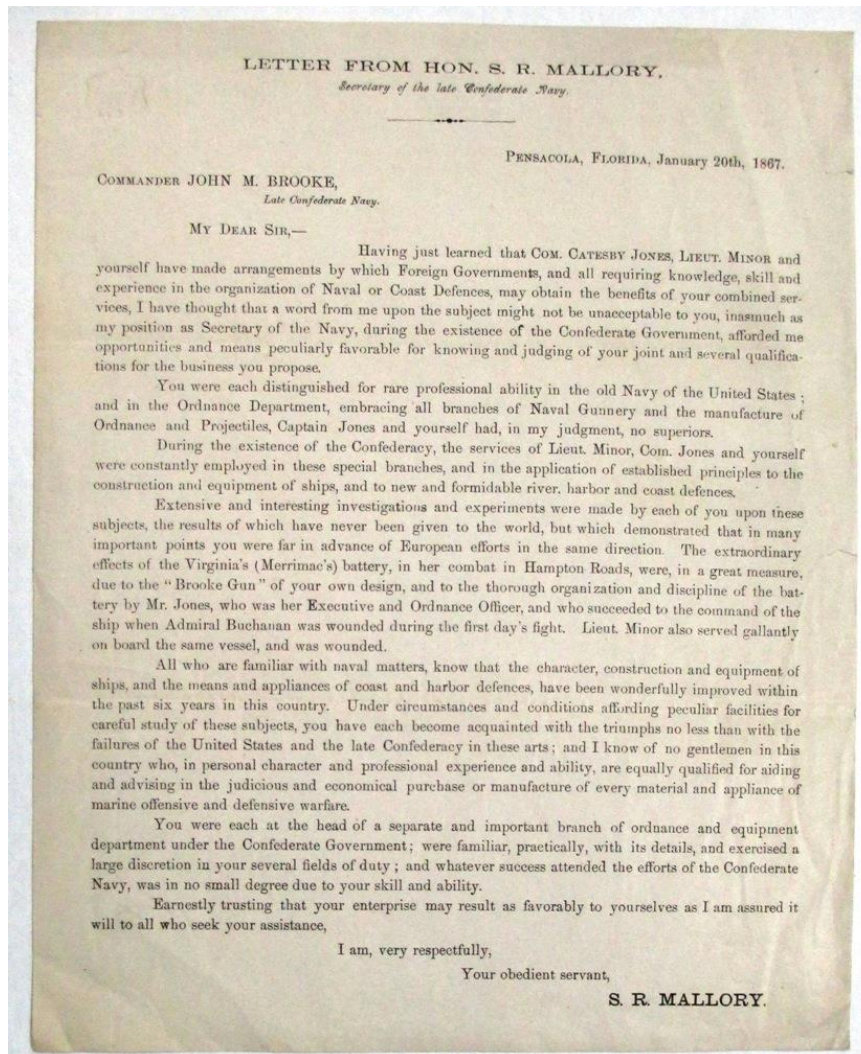 LETTER FROM HON. S. R. MALLORY,
Secretary of the late Confederate Navy.
PENSACOLA, FLORIDA, January 20th, 1867.
COMMANDER JOHN M. BROOKE,
Late Confederate Navy.
MY DEAR SIR,—
Having just learned that COM. CATESBY JONES, LIEUT. MINOR and
yourself have made arrangements by which Foreign Governments, and all requiring knowledge, skill and
experience in the organization of Naval or Coast Defences, may obtain the benefits of your combined ser-
vices, I have thought that a word from me upon the subject might not be unacceptable to you, inasmuch as
my position as Secretary of the Navy, during the existence of the Confederate Government, afforded me
opportunities and means peculiarly favorable for knowing and judging of your joint and several qualifica-
tions for the business you propose.
You were each distinguished for rare professional ability in the old Navy of the United States;
and in the Ordnance Department, embracing all branches of Naval Gunnery and the manufacture of
Ordnance and Projectiles, Captain Jones and yourself had, in my judgment, no superiors.
During the existence of the Confederacy, the services of Lieut. Minor, Com. Jones and yourself
were constantly employed in these special branches, and in the application of established principles to the
construction and equipment of ships, and to new and formidable river. harbor and coast defences.
Extensive and interesting investigations and experiments were made by each of you upon these
subjects, the results of which have never been given to the world, but which demonstrated that in many
important points you were far in advance of European efforts in the same direction. The extraordinary
effects of the Virginia's (Merrimac's) battery, in her combat in Hampton Roads, were, in a great measure,
due to the "Brooke Gun" of your own design, and to the thorough organization and discipline of the bat-
tery by Mr. Jones, who was her Executive and Ordnance Officer, and who succeeded to the command of the
ship when Admiral Buchanan was wounded during the first day's fight. Lieut. Minor also served gallantly
on board the same vessel, and was wounded.
All who are familiar with naval matters, know that the character, construction and equipment of
ships, and the means and appliances of coast and harbor defences, have been wonderfully improved within
the past six years in this country. Under circumstances and conditions affording peculiar facilities for
careful study of these subjects, you have each become acquainted with the triumphs no less than with the
failures of the United States and the late Confederacy in these arts; and I know of no gentlemen in this
country who, in personal character and professional experience and ability, are equally qualified for aiding
and advising in the judicious and economical purchase or manufacture of every material and appliance of
marine offensive and defensive warfare.
You were each at the head of a separate and important branch of ordnance and equipment
department under the Confederate Government; were familiar, practically, with its details, and exercised a
large discretion in your several fields of duty; and whatever success attended the efforts of the Confederate
Navy, was in no small degree due to your skill and ability.
Earnestly trusting that your enterprise may result as favorably to yourselves as I am assured it
will to all who seek your assistance,
I am, very respectfully,
Your obedient servant,
S. R. MALLORY.